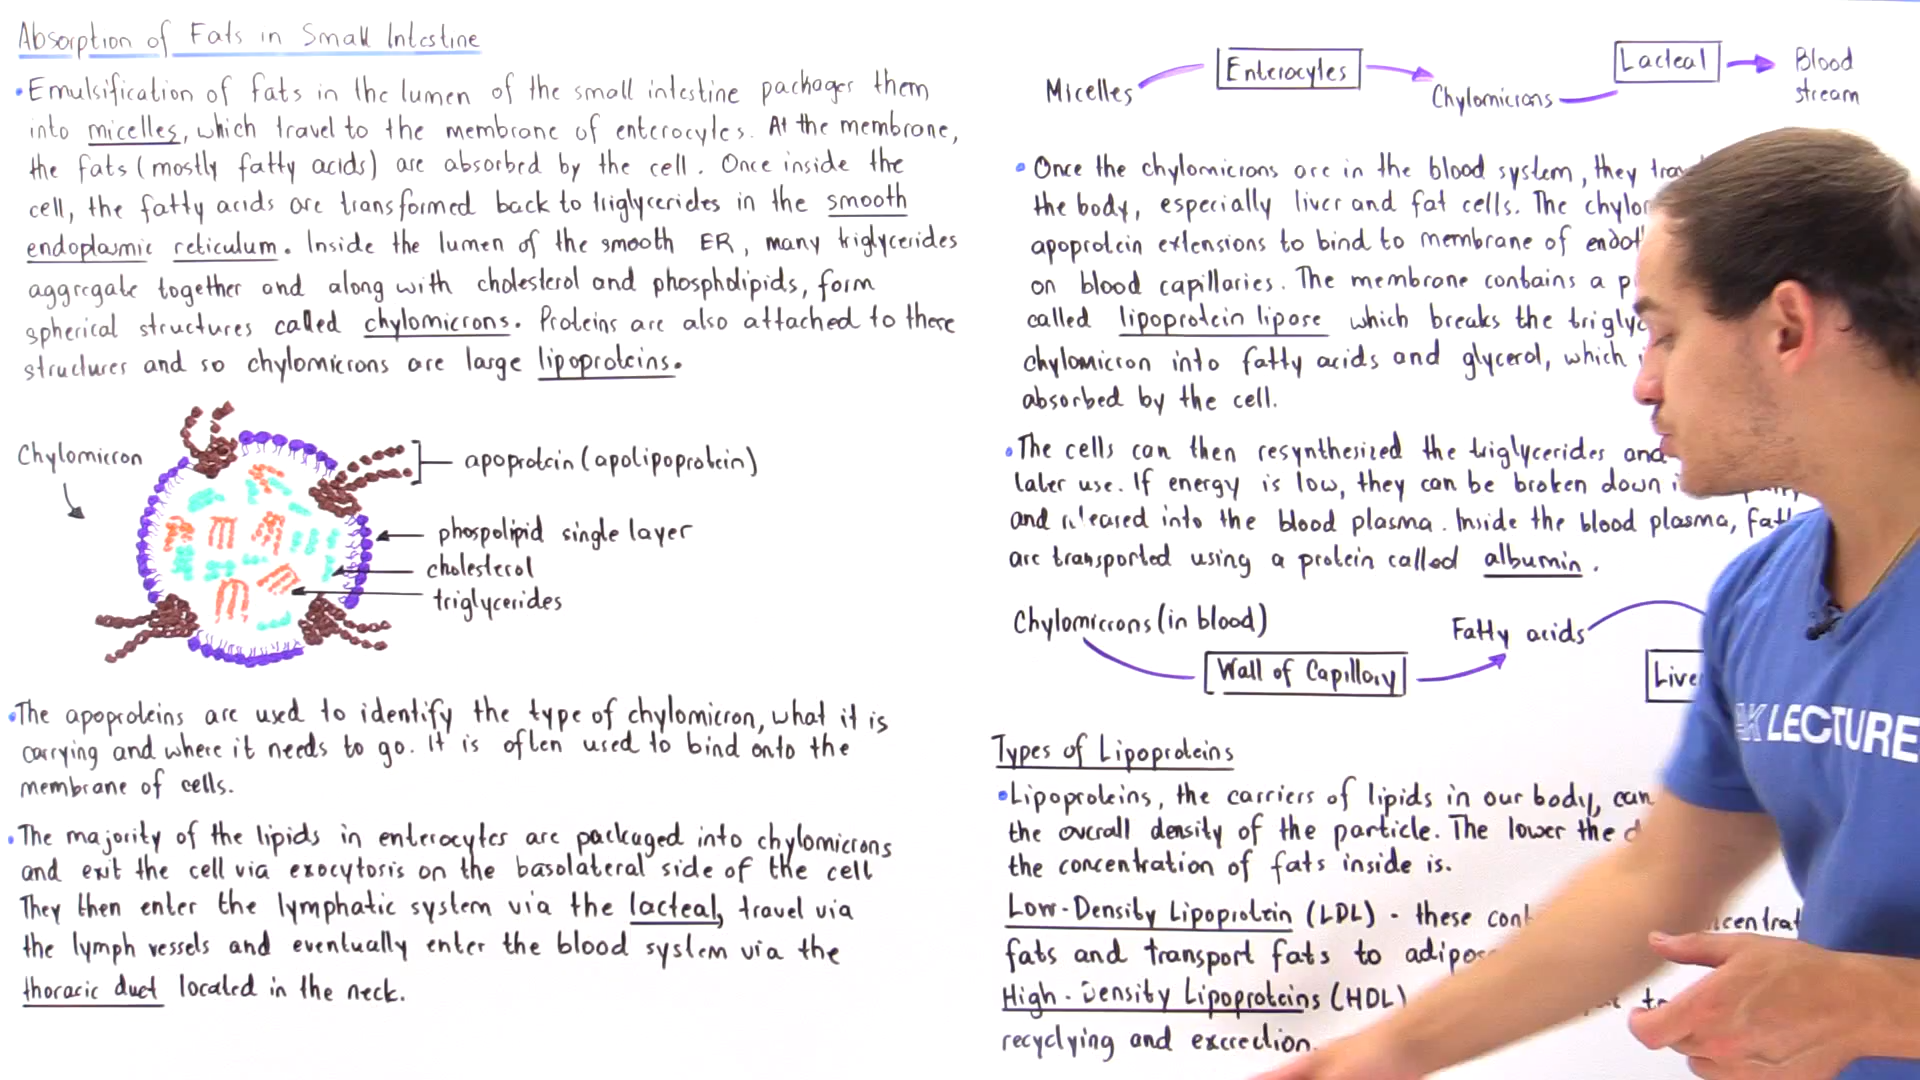 Absorption of Fats in Small Intestine
• Emulsification of fats in the lumen of the small intestine packages them
into micelles, which travel to the membrane of enterocytes. At the membrane,
the fats (mostly fatty acids) are absorbed by the cell. Once inside the
cell, the fatty acids are transformed back to triglycerides in the smooth
endoplasmic reticulum. Inside the lumen of the smooth ER, many triglycerides
aggregate together and along with cholesterol and phospholipids, form
spherical structures called chylomicrons. Proteins are also attached to these
structures and so chylomicrons are large lipoproteins.
Chylomicron
apoprotein (apolipoprotein)
phospolipid single layer
cholesterol
triglycerides
• The apoproteins are used to identify the type of chylomicron, what it is
carrying and where it needs to go. It is often used to bind onto the
membrane of cells.
• The majority of the lipids in enterocytes are packaged into chylomicrons
and exit the cell via exocytosis on the basolateral side of the cell
They then enter the lymphatic system via the lacteal, travel via
the lymph vessels and eventually enter the blood system via the
thoracic duct located in the neck.
Micelles
Enterocytes
Chylomicrons
Lacteal
Blood
stream
• Once the chylomicrons are in the blood system, they
the body, especially liver and fat cells. The
apoprotein extensions to bind to membrane of
on blood capillaries. The membrane contains a
called lipoprotein lipase which breaks the
chylomicron into fatty acids and glycerol, which
absorbed by the cell.
• The cells can then resynthesized the triglycerides and
later use. If energy is low, they can be broken down
and released into the blood plasma. Inside the blood plasma,
are transported using a protein called albumin.
Chylomicrons (in blood)
Wall of Capillary
Fatty acids
Types of Lipoproteins
• Lipoproteins, the carriers of lipids in our body, can
the overall density of the particle. The lower the
the concentration of fats inside is.
Low-Density Lipoprotein (LDL) - these
fats and transport fats to
High-Density Lipoproteins (HDL)
recyclying and excretion.
AK LECTURE